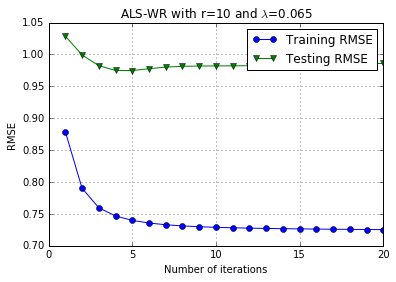 ALS-WR with r=10 and λ=0.065
1.05
1.00
0.95
0.90
0.85
0.80
0.75
0.70
RMSE
Training RMSE
Testing RMSE
0 5 10 15 20
Number of iterations